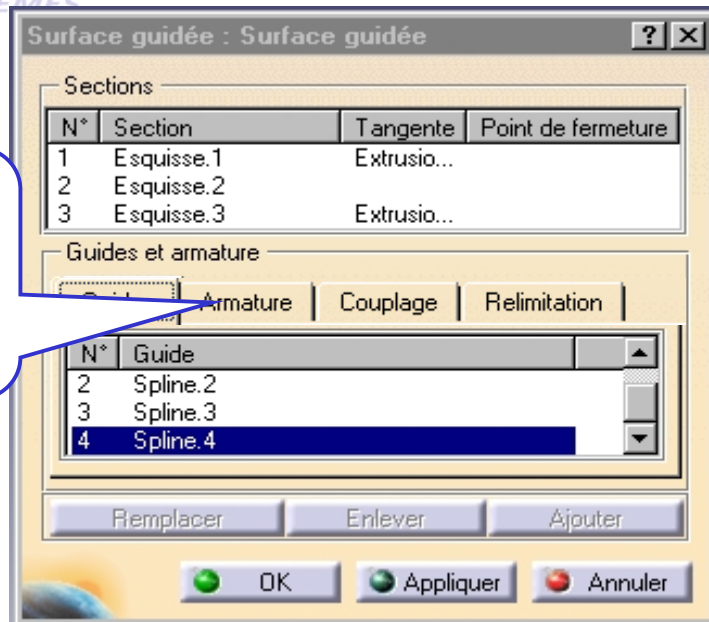 Surface guidée : Surface guidée
Sections
N° Section Tangente Point de fermeture
1 Esquisse.1 Extrusio...
2 Esquisse.2
3 Esquisse.3 Extrusio...
Guides et armature
Armature Couplage Relimitation
N° Guide
2 Spline.2
3 Spline.3
4 Spline.4
Remplacer Enlever Ajouter
OK Appliquer Annuler